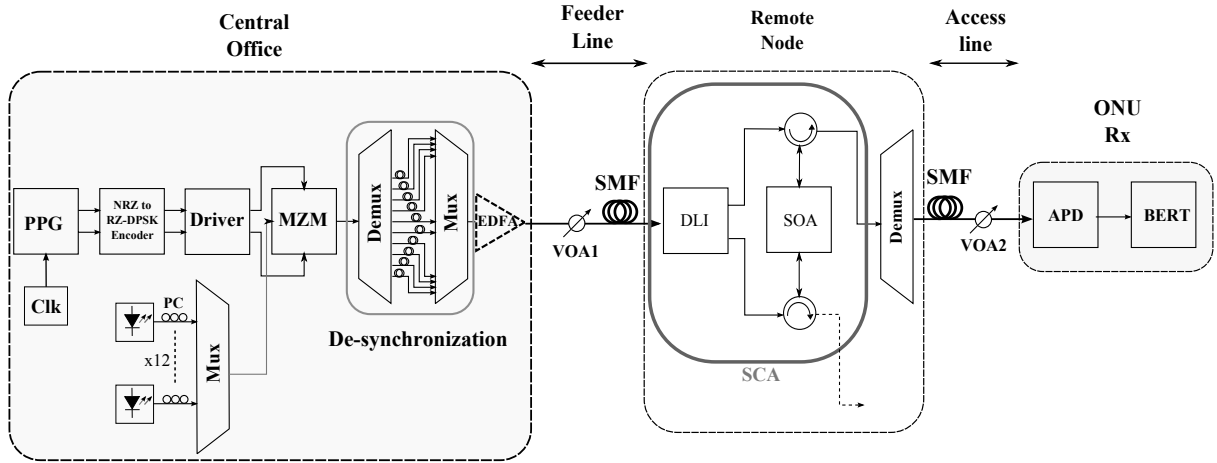 Central
Office
Feeder
Line
Remote
Node
Access
line
ONU
Rx
PPG
NRZ to
RZ-DPSK
Encoder
Driver
MZM
Demux
Mux
EDFA
VOA1
SMF
DLI
SOA
Demux
SMF
VOA2
APD
BERT
Clk
PC
x12
Mux
De-synchronization
SCA